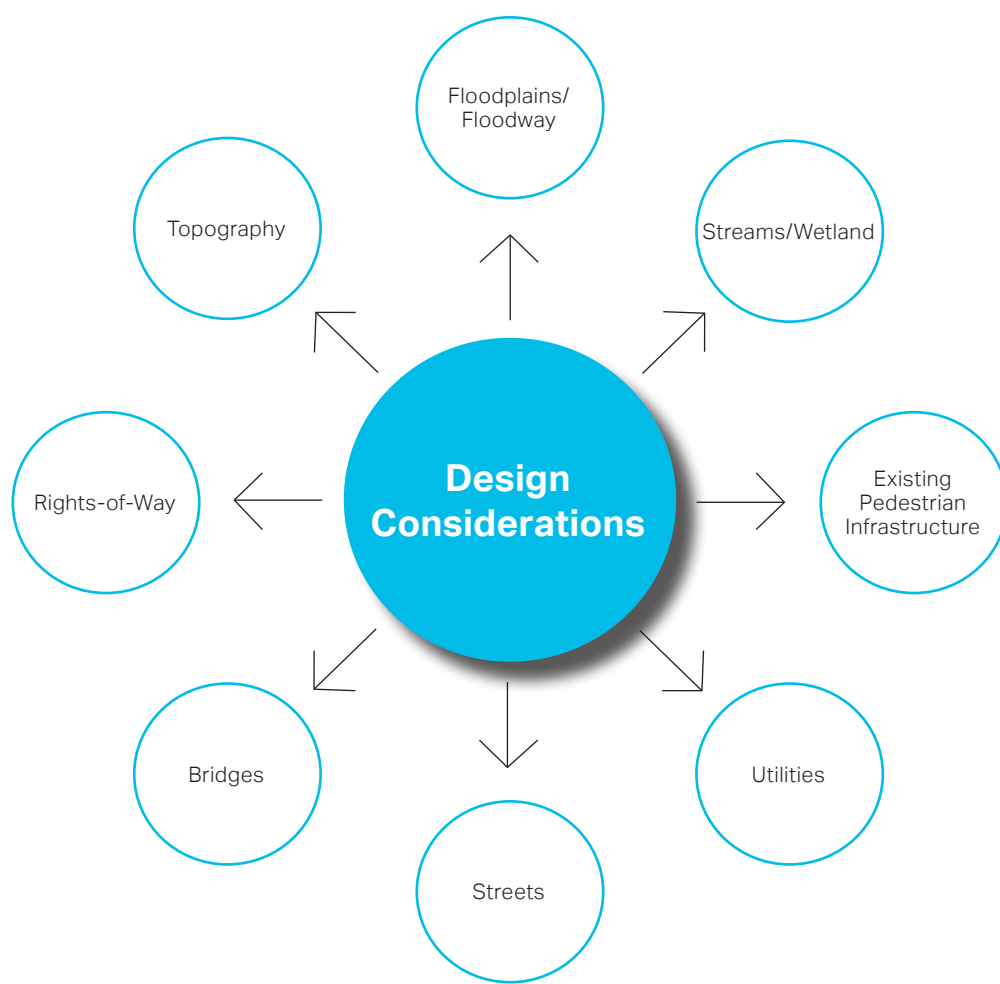 Floodplains/
Floodway
Topography
Streams/Wetland
Design
Considerations
Rights-of-Way
Existing
Pedestrian
Infrastructure
Bridges
Utilities
Streets